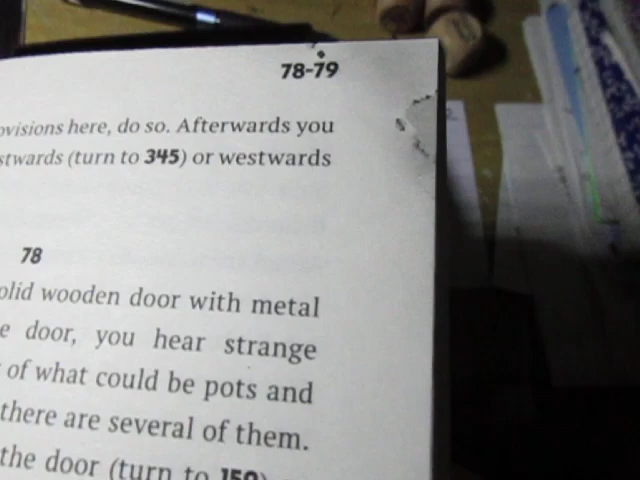 78-79
ovisions here, do so. Afterwards you
stwards (turn to 345) or westwards
78
olid wooden door with metal
e door, you hear strange
of what could be pots and
there are several of them.
the door (turn to 159)